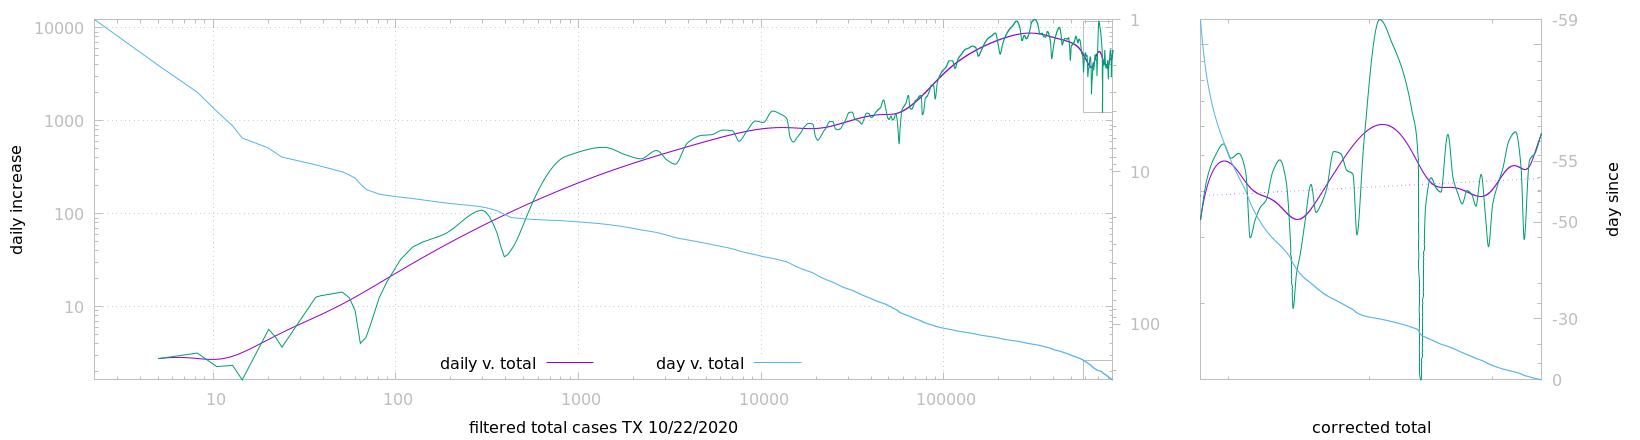 10000
1000
100
10
daily increase
1
10
100
daily v. total
day v. total
10
100
1000
10000
100000
filtered total cases TX 10/22/2020
-59
-55
-50
-30
0
day since
corrected total